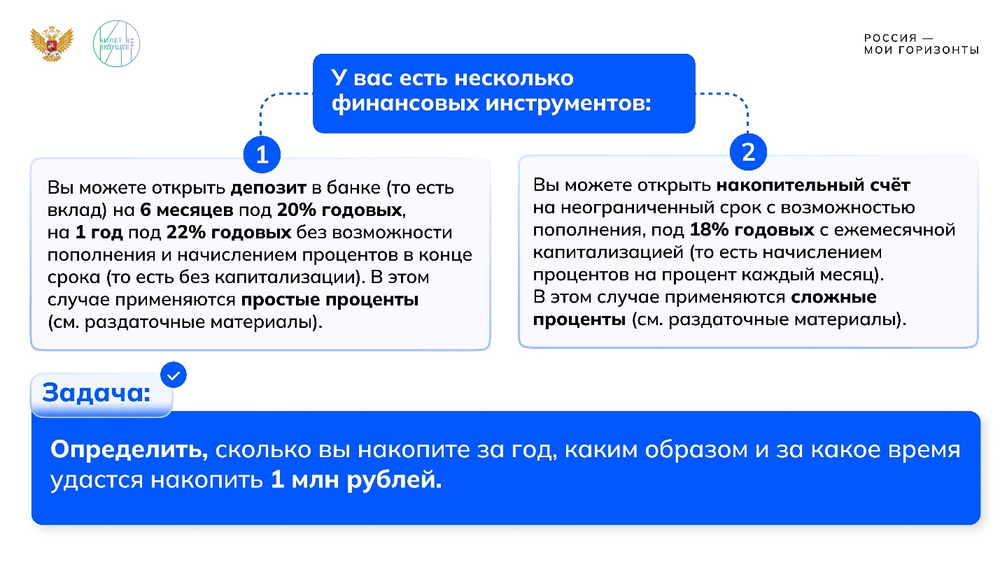 БИЛЕТ В
БУДУЩЕЕ
ТВОЕ
РОССИЯ —
МОИ ГОРИЗОНТЫ
У вас есть несколько
финансовых инструментов:
1
Вы можете открыть депозит в банке (то есть
вклад) на 6 месяцев под 20% годовых,
на 1 год под 22% годовых без возможности
пополнения и начислением процентов в конце
срока (то есть без капитализации). В этом
случае применяются простые проценты
(см. раздаточные материалы).
2
Вы можете открыть накопительный счёт
на неограниченный срок с возможностью
пополнения, под 18% годовых с ежемесячной
капитализацией (то есть начислением
процентов на процент каждый месяц).
В этом случае применяются сложные
проценты (см. раздаточные материалы).
Задача:
Определить, сколько вы накопите за год, каким образом и за какое время
удастся накопить 1 млн рублей.